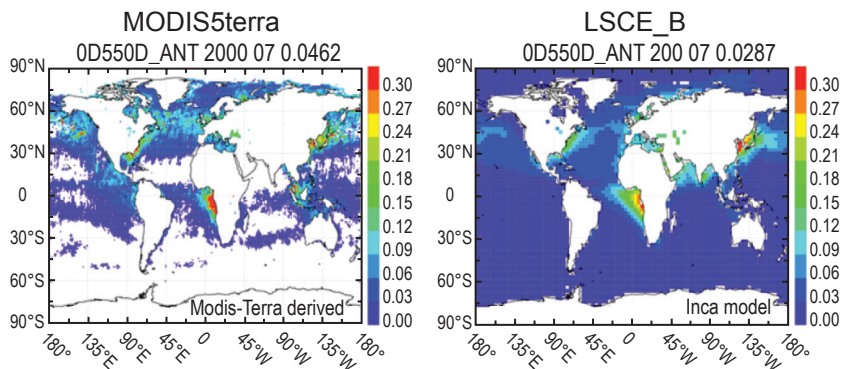 MODIS5terra
0D550D_ANT 2000 07 0.0462
90°N
60°N
30°N
0
30°S
60°S
90°S
180°
135°E
90°E
45°E
0
45°W
90°W
135°W
180°
0.30
0.27
0.24
0.21
0.18
0.15
0.12
0.09
0.06
0.03
0.00
Modis-Terra derived
LSCE_B
0D550D_ANT 200 07 0.0287
90°N
60°N
30°N
0
30°S
60°S
90°S
180°
135°E
90°E
45°E
0
45°W
90°W
135°W
180°
0.30
0.27
0.24
0.21
0.18
0.15
0.12
0.09
0.06
0.03
0.00
Inca model